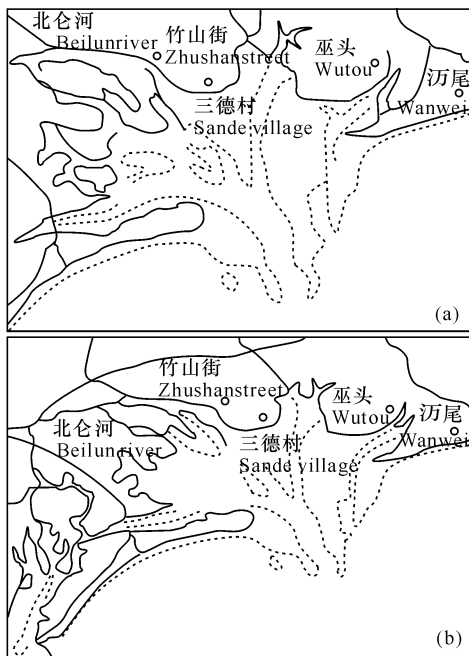 北仑河
Beilunriver
竹山街
Zhushanstreet
巫头
Wutou
沥尾
Wanwei
三德村
Sande village
(a)
竹山街
Zhushanstreet
巫头
Wutou
沥尾
Wanwei
北仑河
Beilunriver
三德村
Sande village
(b)